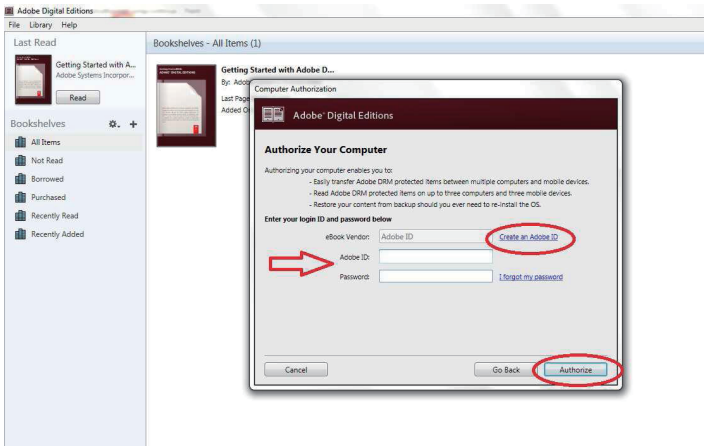 Adobe Digital Editions
File Library Help
Last Read
Getting Started with A...
Adobe Systems Incorpor...
Read
Bookshelves
All Items
Not Read
Borrowed
Purchased
Recently Read
Recently Added
Bookshelves - All Items (1)
Getting Started with Adobe D...
By: Adob
Last Page
Added O
Computer Authorization
Adobe® Digital Editions
Authorize Your Computer
Authorizing your computer enables you to:
- Easily transfer Adobe DRM protected items between multiple computers and mobile devices.
- Read Adobe DRM protected items on up to three computers and three mobile devices.
- Restore your content from backup should you ever need to re-install the OS.
Enter your login ID and password below
eBook Vendor: Adobe ID Create an Adobe ID
Adobe ID:
Password: I forgot my password
Cancel Go Back Authorize